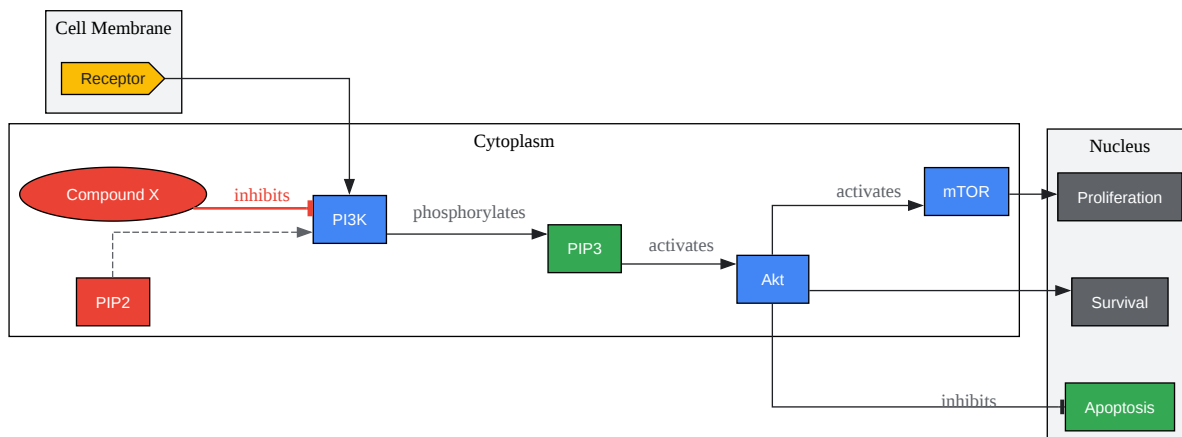 Cell Membrane
Receptor
Cytoplasm
Nucleus
Compound X
inhibits
PI3K
phosphorylates
PIP3
activates
Akt
activates
mTOR
Proliferation
PIP2
Survival
inhibits
Apoptosis